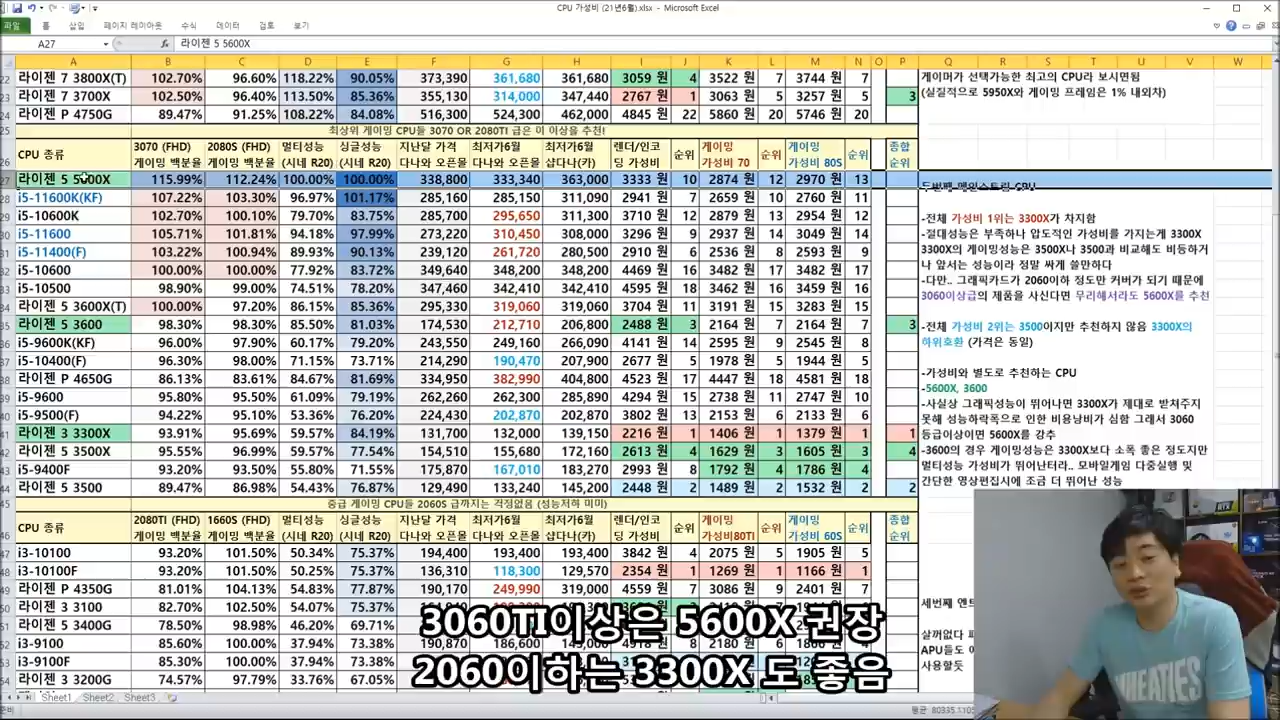 CPU 가성비 (21년6월).xlsx - Microsoft Excel
파일 홈 삽입 페이지 레이아웃 수식 데이터 검토 보기
A27 fx 라이젠 5 5600X
A B C D E F G H I J K L M N O P Q R S T U V W
22 라이젠 7 3800X(T) 102.70% 96.60% 118.22% 90.05% 373,390 361,680 361,680 3059 원 4 3522 원 7 3744 원 7
23 라이젠 7 3700X 102.50% 96.40% 113.50% 85.36% 355,130 314,000 347,440 2767 원 1 3063 원 5 3257 원 5 3
24 라이젠 P 4750G 89.47% 91.25% 108.22% 84.08% 516,300 524,300 462,000 4845 원 22 5860 원 20 5746 원 20
게이머가 선택가능한 최고의 CPU라 보시면됨
(실질적으로 5950X와 게이밍 프레임은 1% 내외차)
25 최상위 게이밍 CPU들 3070 OR 2080TI 급은 미 이상을 추천!
26 CPU 종류 3070 (FHD) 게이밍 백분율 2080S (FHD) 게이밍 백분율 멀티성능 (시네 R20) 싱글성능 (시네 R20) 지난달 가격 다나와 오픈몰 최저가6월 다나와 오픈몰 최저가6월 샵다나(카) 렌더/인코딩 가성비 순위 게이밍 가성비 70 순위 게이밍 가성비 80S 순위 종합 순위
27 라이젠 5 5600X 115.99% 112.24% 100.00% 100.00% 338,800 333,340 363,000 3333 원 10 2874 원 12 2970 원 13
28 i5-11600K(KF) 107.22% 103.30% 96.97% 101.17% 285,160 285,150 311,090 2941 원 7 2659 원 10 2760 원 11
29 i5-10600K 102.70% 100.10% 79.70% 83.75% 285,700 295,650 311,300 3710 원 12 2879 원 13 2954 원 12
30 i5-11600 105.71% 101.81% 94.18% 97.99% 273,220 310,450 308,000 3296 원 9 2937 원 14 3049 원 14
31 i5-11400(F) 103.22% 100.94% 89.93% 90.13% 239,210 261,720 280,500 2910 원 6 2536 원 8 2593 원 9
32 i5-10600 100.00% 100.00% 77.92% 83.72% 349,640 348,200 348,200 4469 원 16 3482 원 17 3482 원 17
33 i5-10500 98.90% 99.00% 74.51% 78.20% 347,460 342,410 342,410 4595 원 18 3462 원 16 3459 원 16
34 라이젠 5 3600X(T) 100.00% 97.20% 86.15% 85.36% 295,330 319,060 319,060 3704 원 11 3191 원 15 3283 원 15
35 라이젠 5 3600 98.30% 98.30% 85.50% 81.03% 174,530 212,710 206,800 2488 원 3 2164 원 7 2164 원 7 3
36 i5-9600K(KF) 96.00% 97.90% 60.17% 79.20% 243,550 249,160 266,090 4141 원 14 2595 원 9 2545 원 8
37 i5-10400(F) 96.30% 98.00% 71.15% 73.71% 214,290 190,470 207,900 2677 원 5 1978 원 5 1944 원 5
38 라이젠 P 4650G 86.13% 83.61% 84.67% 81.69% 334,950 382,990 404,800 4523 원 17 4447 원 18 4581 원 18
39 i5-9600 95.80% 95.50% 61.09% 79.19% 262,260 262,300 285,890 4294 원 15 2738 원 11 2747 원 10
40 i5-9500(F) 94.22% 95.10% 53.36% 76.20% 224,430 202,870 202,870 3802 원 13 2153 원 6 2133 원 6
41 라이젠 3 3300X 93.91% 95.69% 59.57% 84.19% 131,700 132,000 139,150 2216 원 1 1406 원 1 1379 원 1 1
42 라이젠 5 3500X 95.55% 96.99% 59.57% 77.54% 154,510 155,680 172,160 2613 원 4 1629 원 3 1605 원 3 4
43 i5-9400F 93.20% 93.50% 55.80% 71.55% 175,870 167,010 183,270 2993 원 8 1792 원 4 1786 원 4
44 라이젠 5 3500 89.47% 86.98% 54.43% 76.87% 129,490 133,240 145,200 2448 원 2 1489 원 2 1532 원 2 2
-전체 가성비 1위는 3300X가 차지함
-절대성능은 부족하나 압도적인 가성비를 가지는게 3300X
3300X의 게이밍성능은 3500X나 3500과 비교해도 비등하거
나 앞서는 성능이라 정말 싸게 쓸만하다
-다만.. 그래픽카드가 2060이하 정도만 커버가 되기 때문에
3060이상급의 제품을 사신다면 무리해서라도 5600X를 추천
-전체 가성비 2위는 3500이지만 추천하지 않음 3300X의
하위호환 (가격은 동일)
-가성비와 별도로 추천하는 CPU
-5600X, 3600
-사실상 그래픽성능이 뛰어나면 3300X가 제대로 받쳐주지
못해 성능하락폭으로 인한 비용낭비가 심함 그래서 3060
등급이상이면 5600X를 강추
-3600의 경우 게이밍성능은 3300X보다 소폭 좋은 정도지만
멀티성능 가성비가 뛰어난터라.. 모바일게임 다중실행 및
간단한 영상편집시에 조금 더 뛰어난 성능
45 중급 게이밍 CPU들 2060S 급까지는 걱정없음 (성능저하 미미)
46 CPU 종류 2080TI (FHD) 게이밍 백분율 1660S (FHD) 게이밍 백분율 멀티성능 (시네 R20) 싱글성능 (시네 R20) 지난달 가격 다나와 오픈몰 최저가6월 다나와 오픈몰 최저가6월 샵다나(카) 렌더/인코딩 가성비 순위 게이밍 가성비80TI 순위 게이밍 가성비 60S 순위 종합 순위
47 i3-10100 93.20% 101.50% 50.34% 75.37% 194,400 193,400 193,400 3842 원 4 2075 원 5 1905 원 5
48 i3-10100F 93.20% 101.50% 50.25% 75.37% 136,310 118,300 129,570 2354 원 1 1269 원 1 1166 원 1
49 라이젠 P 4350G 81.01% 104.13% 54.83% 77.87% 190,170 249,990 319,000 4559 원 7 3086 원 9 2401 원 7
50 라이젠 3 3100 82.70% 102.50% 54.07% 75.37%
51 라이젠 5 3400G 78.50% 98.98% 46.20% 69.71%
52 i3-9100 85.60% 100.00% 37.94% 73.38% 190,870 186,600 4918 원 8 2180 원 6
53 i3-9100F 85.60% 100.00% 37.94% 73.38%
54 라이젠 3 3200G 74.57% 97.79% 33.76% 67.05%
살꺼없다
APU들도
사용할듯
3060TI이상은 5600X 권장
2060이하는 3300X 도 좋음
Sheet1 Sheet2 Sheet3